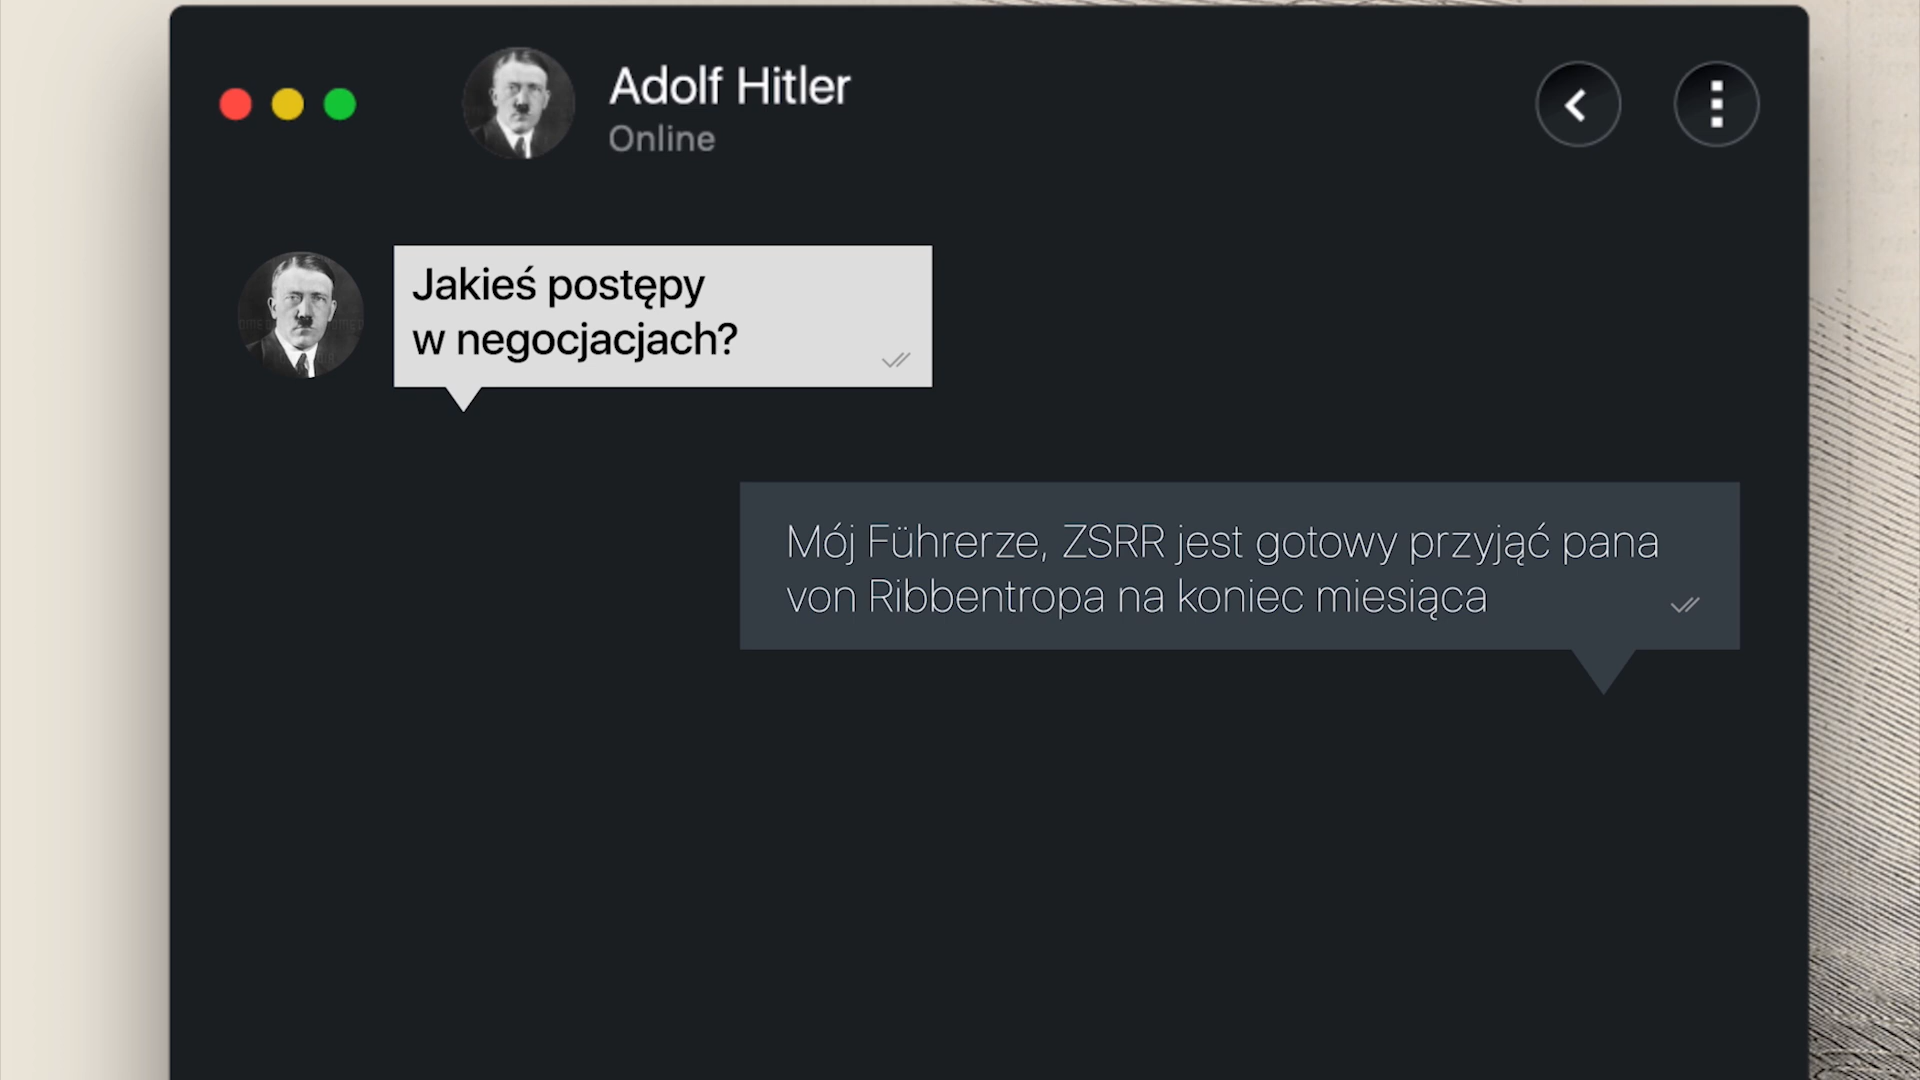 Adolf Hitler
Online
Jakieś postępy
w negocjacjach?
Mój Führerze, ZSRR jest gotowy przyjąć pana
von Ribbentropa na koniec miesiąca